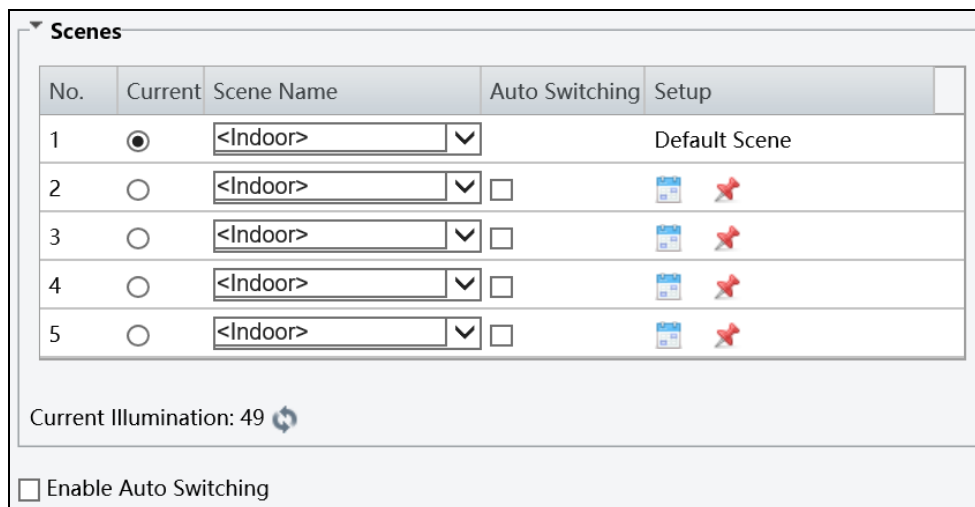 Scenes
No. Current Scene Name Auto Switching Setup
1 <Indoor> Default Scene
2 <Indoor>
3 <Indoor>
4 <Indoor>
5 <Indoor>
Current Illumination: 49
Enable Auto Switching